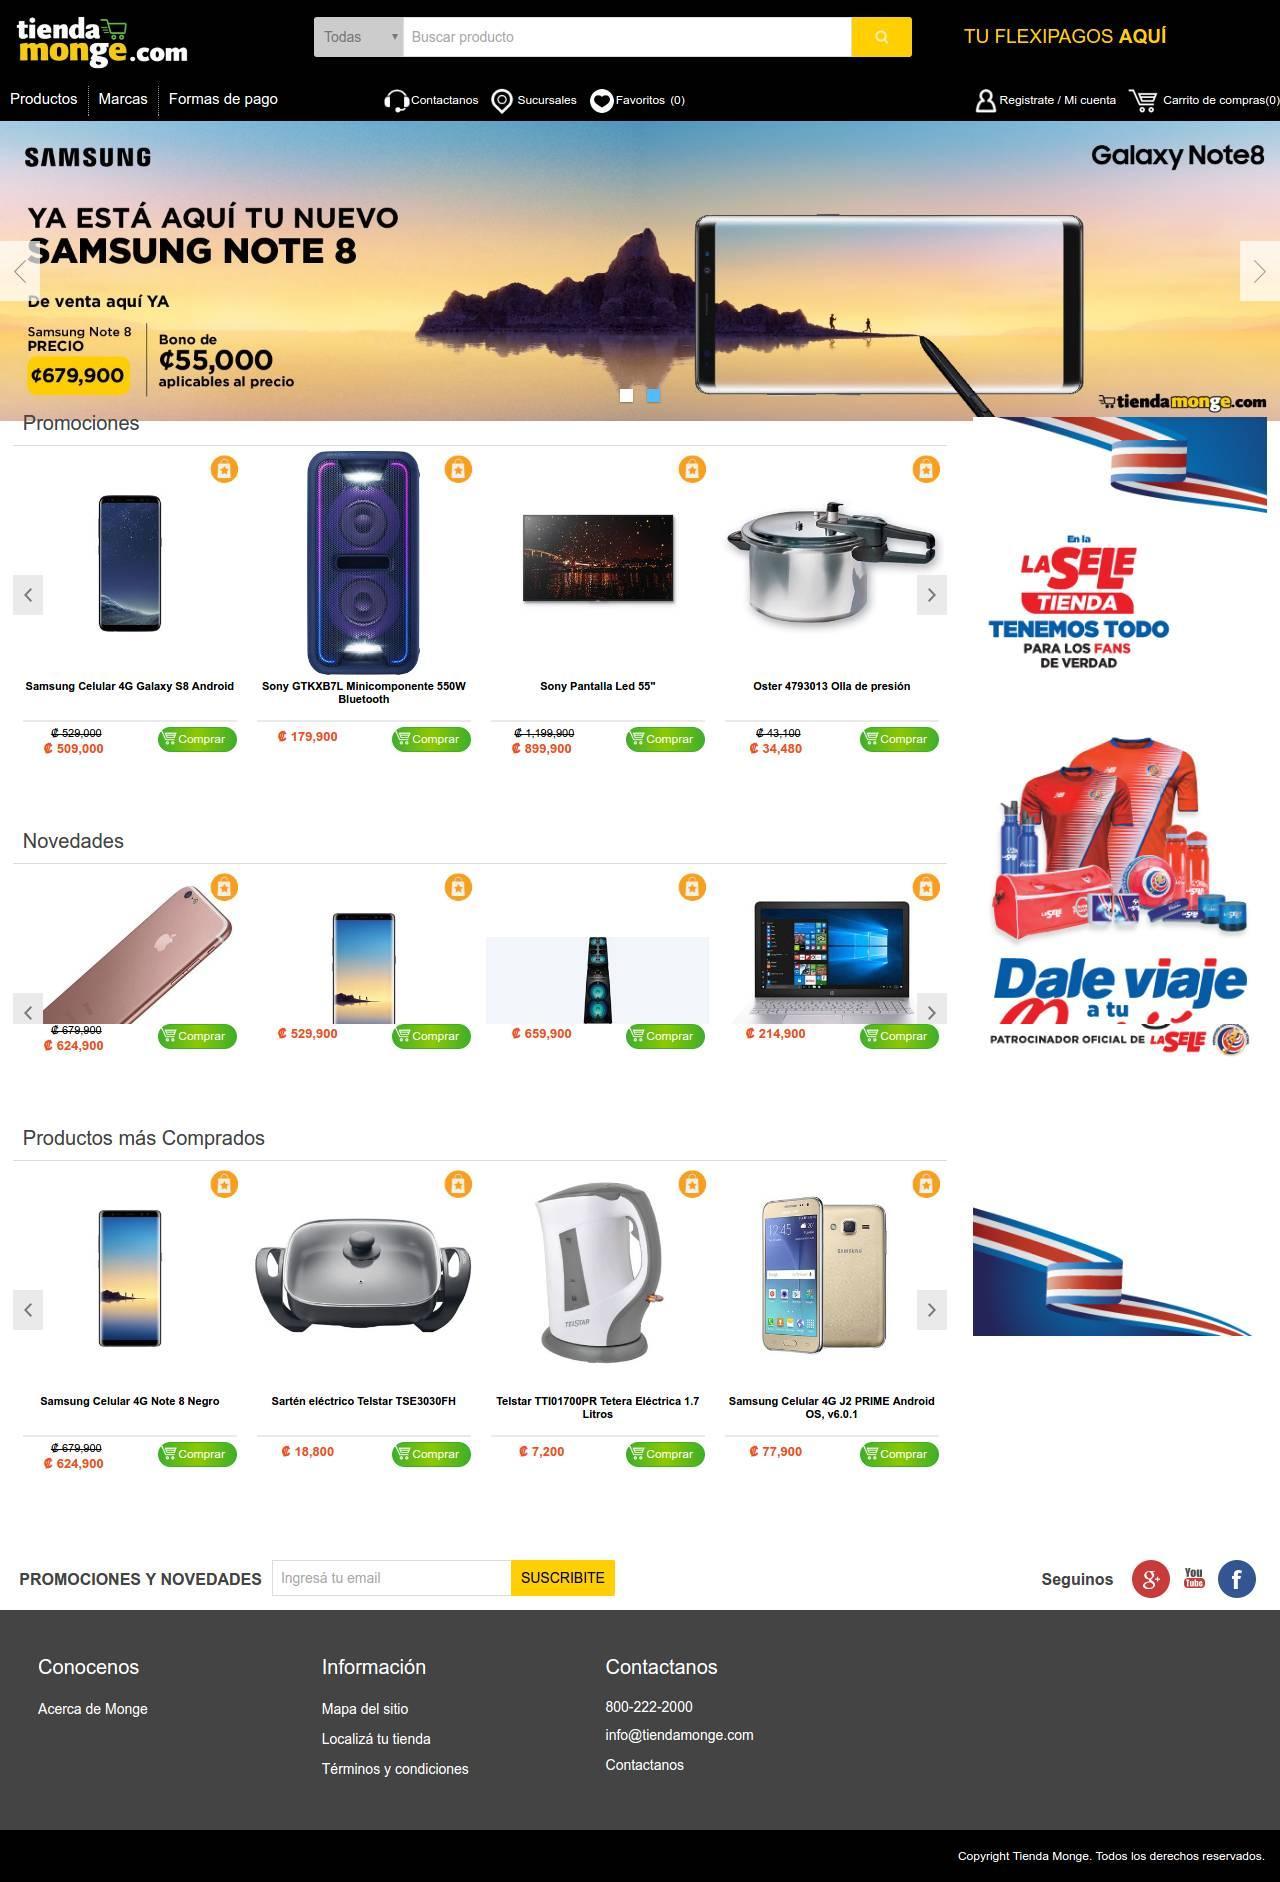 tienda
monge.com
Todas
Buscar producto
TU FLEXIPAGOS AQUÍ
Productos
Marcas
Formas de pago
Contactanos
Sucursales
Favoritos (0)
Registrate / Mi cuenta
Carrito de compras(0)
SAMSUNG
Galaxy Note8
YA ESTÁ AQUÍ TU NUEVO
SAMSUNG NOTE 8
De venta aquí YA
Samsung Note 8
PRECIO
₡679,900
Bono de
₡55,000
aplicables al precio
tiendamonge.com
Promociones
Samsung Celular 4G Galaxy S8 Android
Sony GTKXB7L Minicomponente 550W
Bluetooth
Sony Pantalla Led 55"
Oster 4793013 Olla de presión
₡ 529,000
₡ 509,000
Comprar
₡ 179,900
Comprar
₡ 1,199,900
₡ 899,900
Comprar
₡ 43,100
₡ 34,480
Comprar
En la
LA SELE
TIENDA
TENEMOS TODO
PARA LOS FANS
DE VERDAD
Novedades
₡ 679,900
₡ 624,900
Comprar
₡ 529,900
Comprar
₡ 659,900
Comprar
₡ 214,900
Comprar
Dale viaje
a tu
PATROCINADOR OFICIAL DE LA SELE
Productos más Comprados
12:45
SAMSUNG
TELSTAR
Samsung Celular 4G Note 8 Negro
Sartén eléctrico Telstar TSE3030FH
Telstar TTI01700PR Tetera Eléctrica 1.7
Litros
Samsung Celular 4G J2 PRIME Android
OS, v6.0.1
₡ 679,900
₡ 624,900
Comprar
₡ 18,800
Comprar
₡ 7,200
Comprar
₡ 77,900
Comprar
PROMOCIONES Y NOVEDADES
Ingresá tu email
SUSCRIBITE
Seguinos
g+
You
Tube
f
Conocenos
Acerca de Monge
Información
Mapa del sitio
Localizá tu tienda
Términos y condiciones
Contactanos
800-222-2000
info@tiendamonge.com
Contactanos
Copyright Tienda Monge. Todos los derechos reservados.